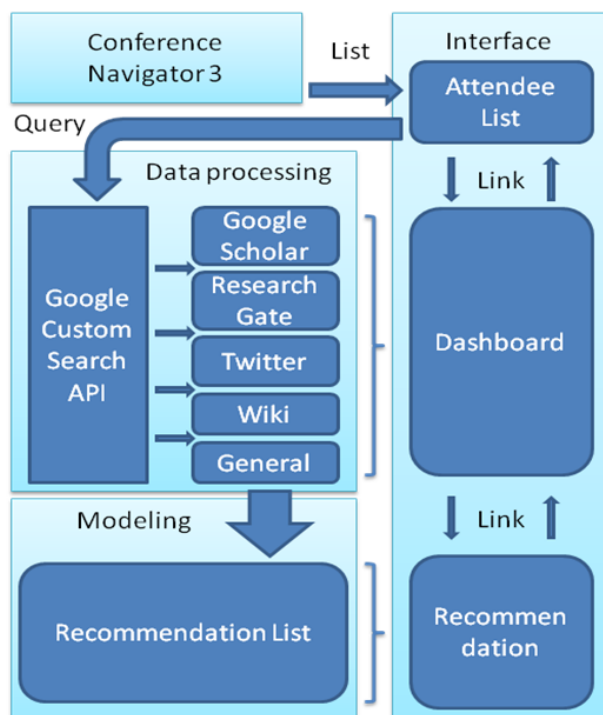 Conference
Navigator 3
List
Interface
Attendee
List
Query
Link
Data processing
Google
Custom
Search
API
Google
Scholar
Research
Gate
Twitter
Wiki
General
Dashboard
Modeling
Link
Recommendation List
Recommen
dation